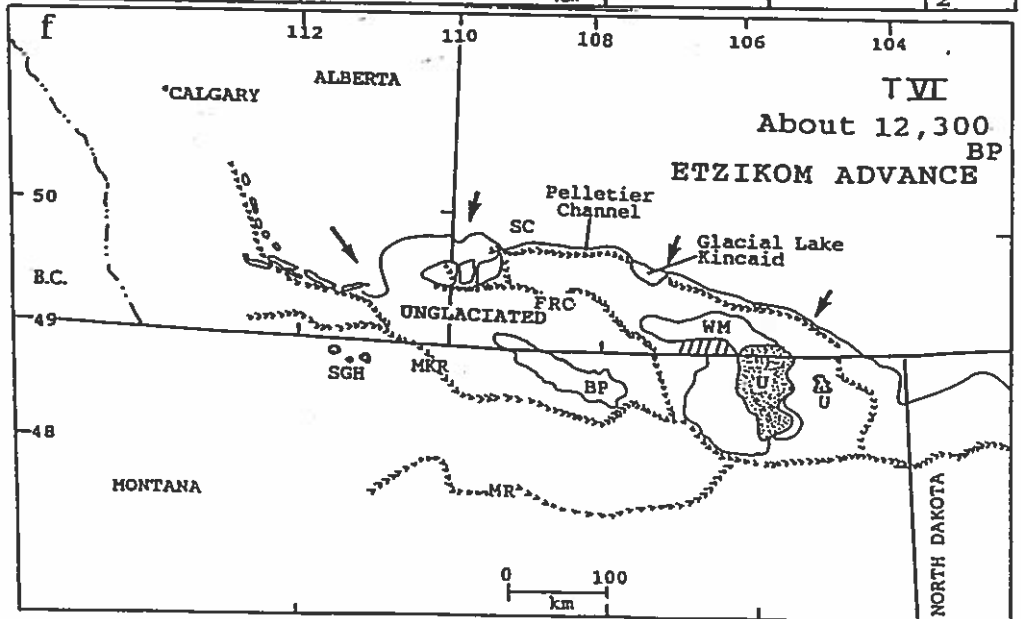 f
112
110
108
106
104
ALBERTA
CALGARY
T VI
About 12,300
BP
ETZIKOM ADVANCE
50
Pelletier
Channel
SC
Glacial Lake
Kincaid
B.C.
49
UNGLACIATED
FRC
WM
SGH
MKR
BP
U
U
48
MONTANA
MR
NORTH DAKOTA
0 100
km